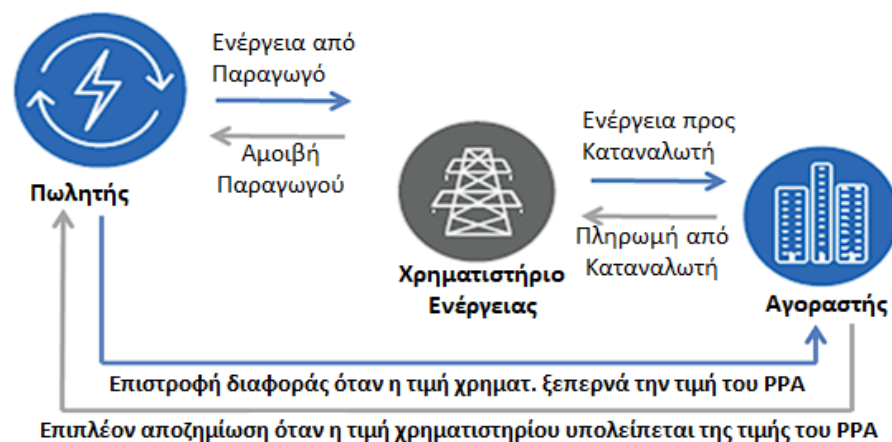 Ενέργεια από
Παραγωγό
Αμοιβή
Παραγωγού
Πωλητής
Ενέργεια προς
Καταναλωτή
Πληρωμή από
Καταναλωτή
Χρηματιστήριο
Ενέργειας
Αγοραστής
Επιστροφή διαφοράς όταν η τιμή χρηματ. ξεπερνά την τιμή του PPA
Επιπλέον αποζημίωση όταν η τιμή χρηματιστηρίου υπολείπεται της τιμής του PPA